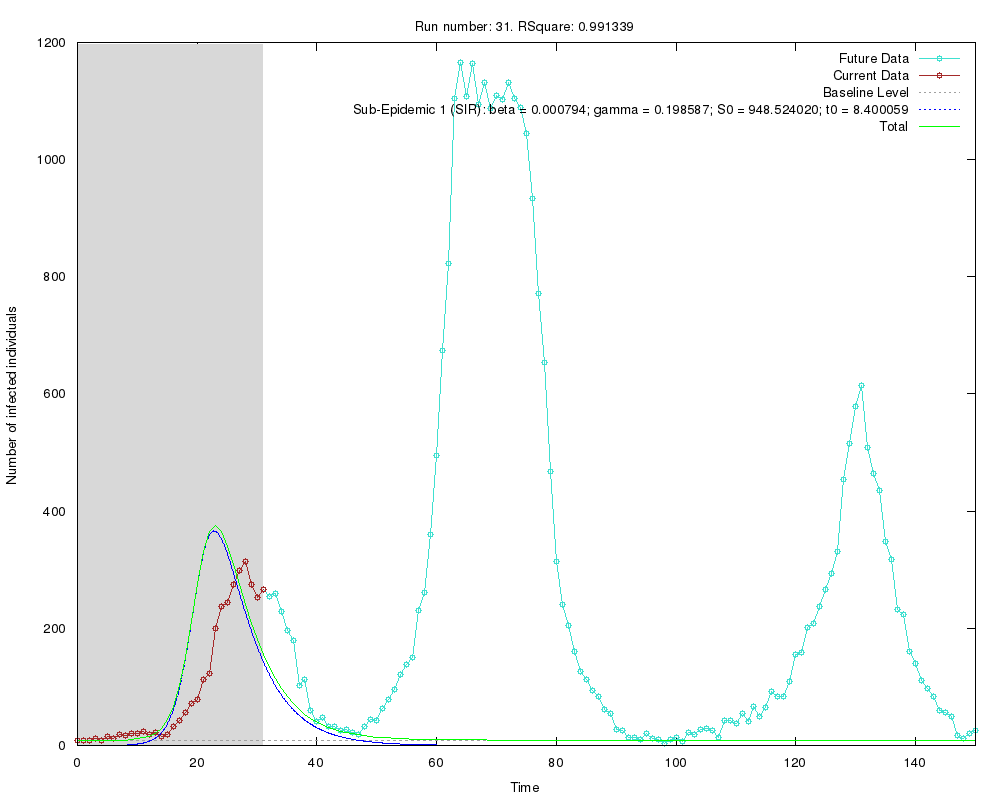 Run number: 31. RSquare: 0.991339
1200
1000
800
600
400
200
0
Number of infected individuals
Future Data
Current Data
Baseline Level
Sub-Epidemic 1 (SIR): beta = 0.000794; gamma = 0.198587; S0 = 948.524020; t0 = 8.400059
Total
0 20 40 60 80 100 120 140
Time